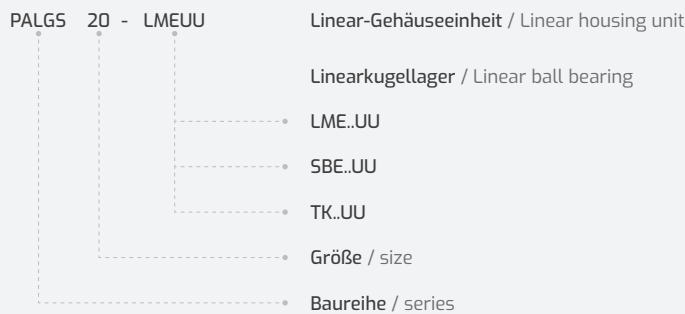 PALGS 20 - LMEUU Linear-Gehäuseeinheit / Linear housing unit
Linearkugellager / Linear ball bearing
LME..UU
SBE..UU
TK..UU
Größe / size
Baureihe / series